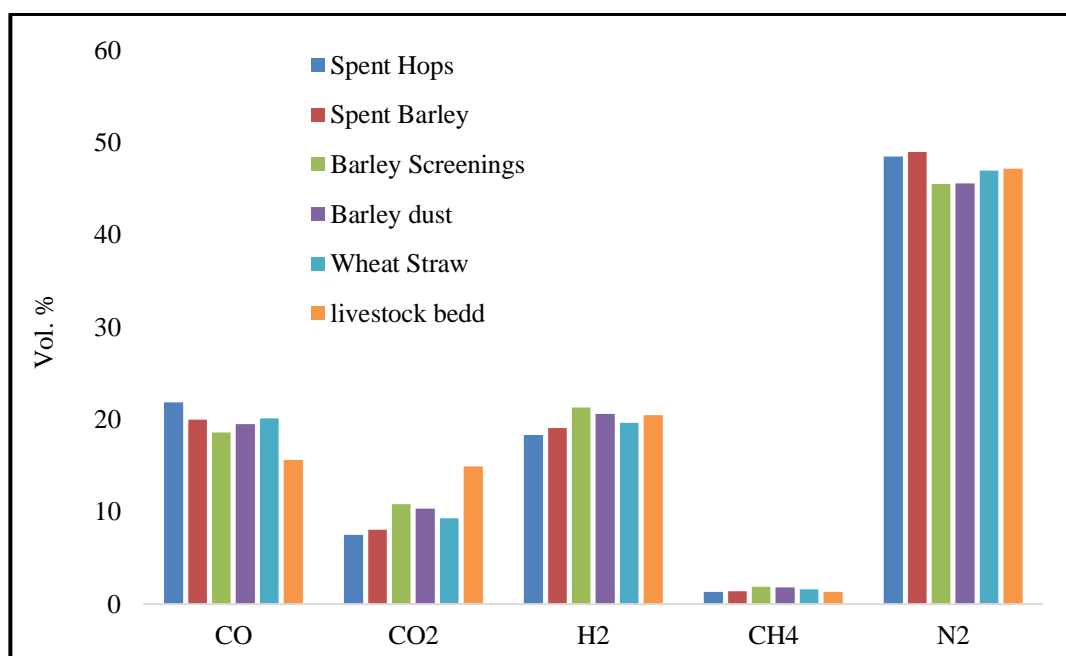 60
50
40
30
20
10
0
Vol. %
Spent Hops
Spent Barley
Barley Screenings
Barley dust
Wheat Straw
livestock bedd
CO
CO2
H2
CH4
N2